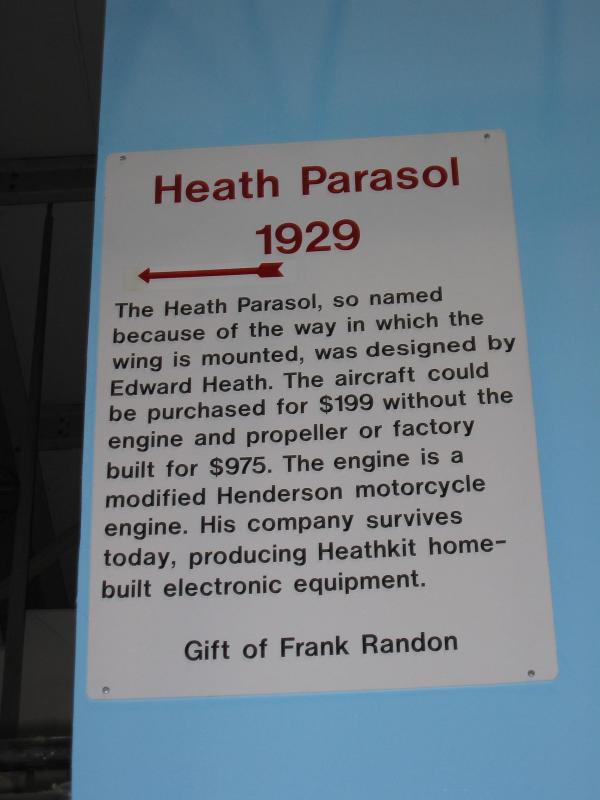 Heath Parasol
1929
The Heath Parasol, so named
because of the way in which the
wing is mounted, was designed by
Edward Heath. The aircraft could
be purchased for $199 without the
engine and propeller or factory
built for $975. The engine is a
modified Henderson motorcycle
engine. His company survives
today, producing Heathkit home-
built electronic equipment.
Gift of Frank Randon